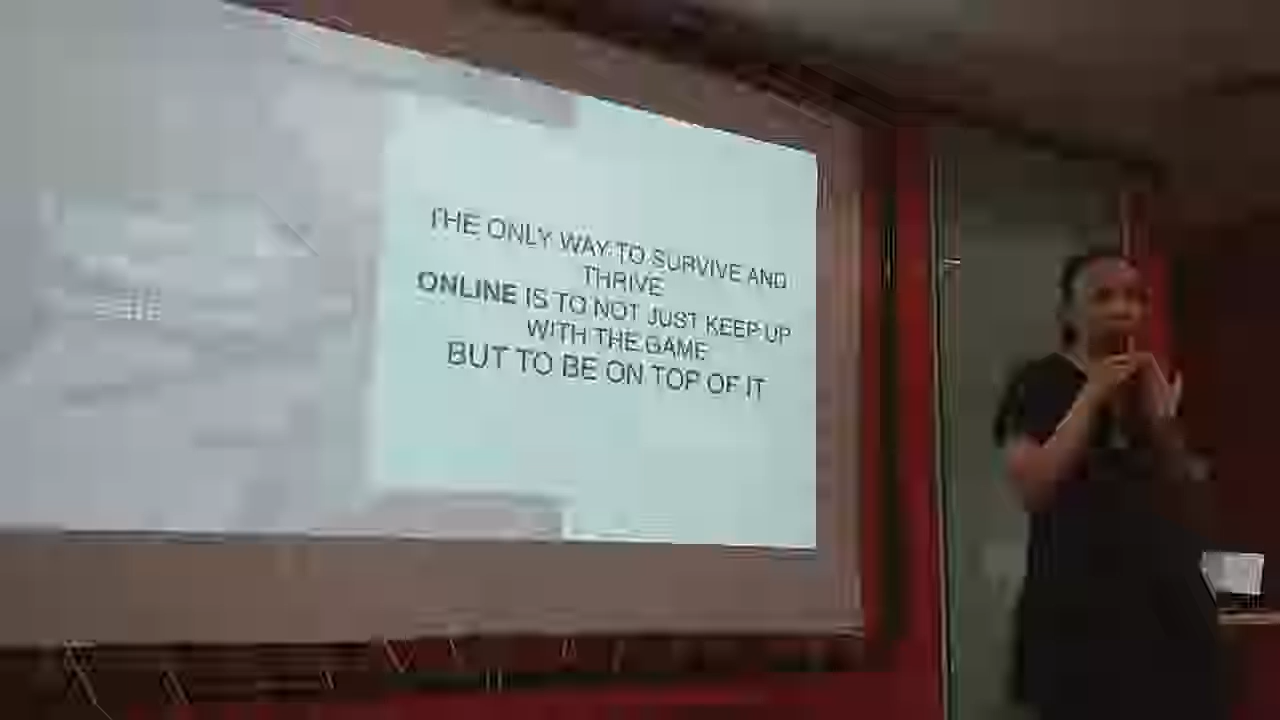 THE ONLY WAY TO SURVIVE AND
THRIVE
ONLINE IS TO NOT JUST KEEP UP
WITH THE GAME
BUT TO BE ON TOP OF IT